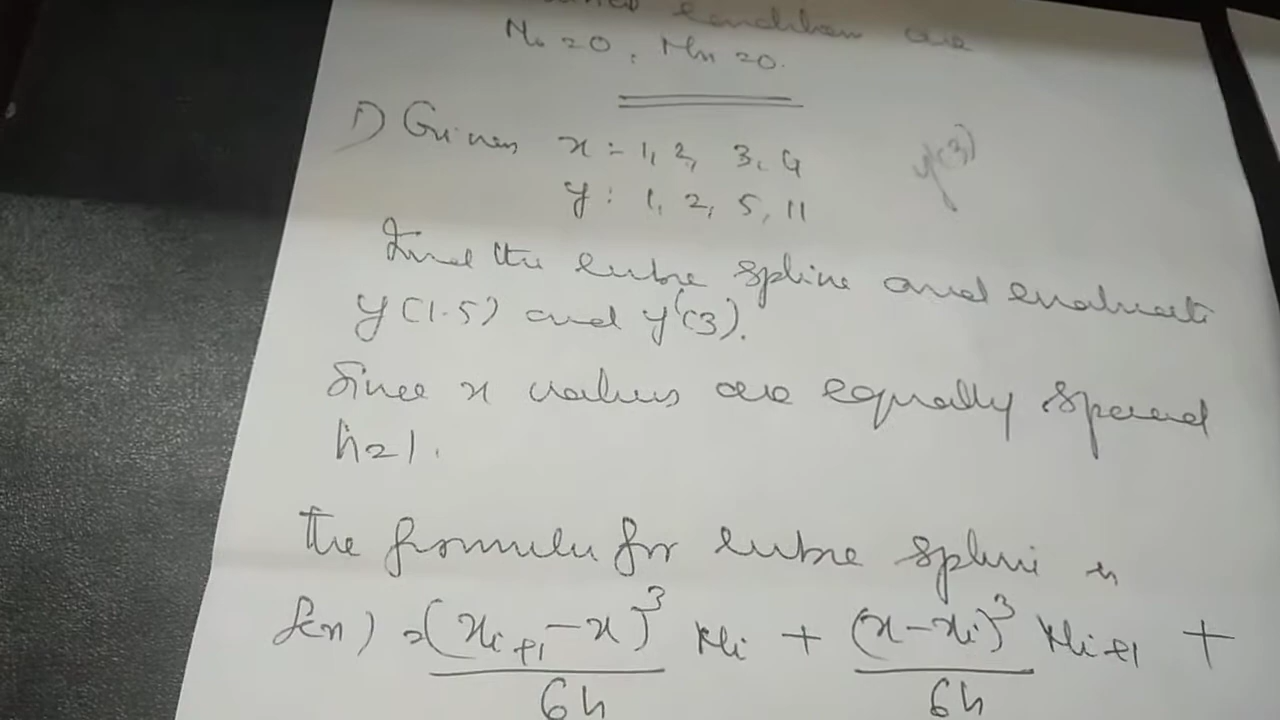 are
M₀ = 0, Mn = 0.
1) Given x: 1, 2, 3, 4
y(3)
y: 1, 2, 5, 11
Find the cubic spline and evaluate
y(1.5) and y'(3).
Since x values are equally spaced
h=1.
The formula for cubic spline is
f(x) = (xᵢ₊₁ - x)³ / 6h Mᵢ + (x - xᵢ)³ / 6h Mᵢ₊₁ +